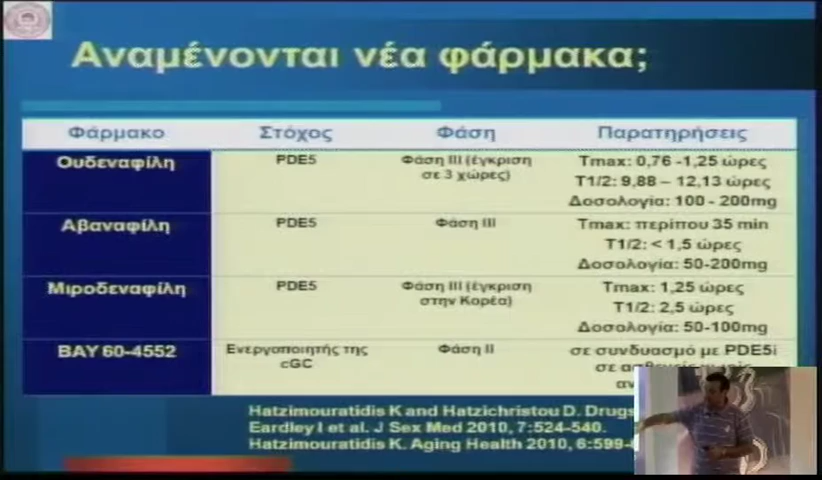 Αναμένονται νέα φάρμακα;
Φάρμακο Στόχος Φάση Παρατηρήσεις
Ουδεναφίλη PDE5 Φάση III (έγκριση σε 3 χώρες) Tmax: 0,76 -1,25 ώρες
T1/2: 9,88 – 12,13 ώρες
Δοσολογία: 100 - 200mg
Αβαναφίλη PDE5 Φάση III Tmax: περίπου 35 min
T1/2: < 1,5 ώρες
Δοσολογία: 50-200mg
Μιροδεναφίλη PDE5 Φάση III (έγκριση στην Κορέα) Tmax: 1,25 ώρες
T1/2: 2,5 ώρες
Δοσολογία: 50-100mg
BAY 60-4552 Ενεργοποιητής της cGC Φάση II σε συνδυασμό με PDE5i
σε
Hatzimouratidis K and Hatzichristou D. Drugs
Eardley I et al. J Sex Med 2010, 7:524-540.
Hatzimouratidis K. Aging Health 2010, 6:599-